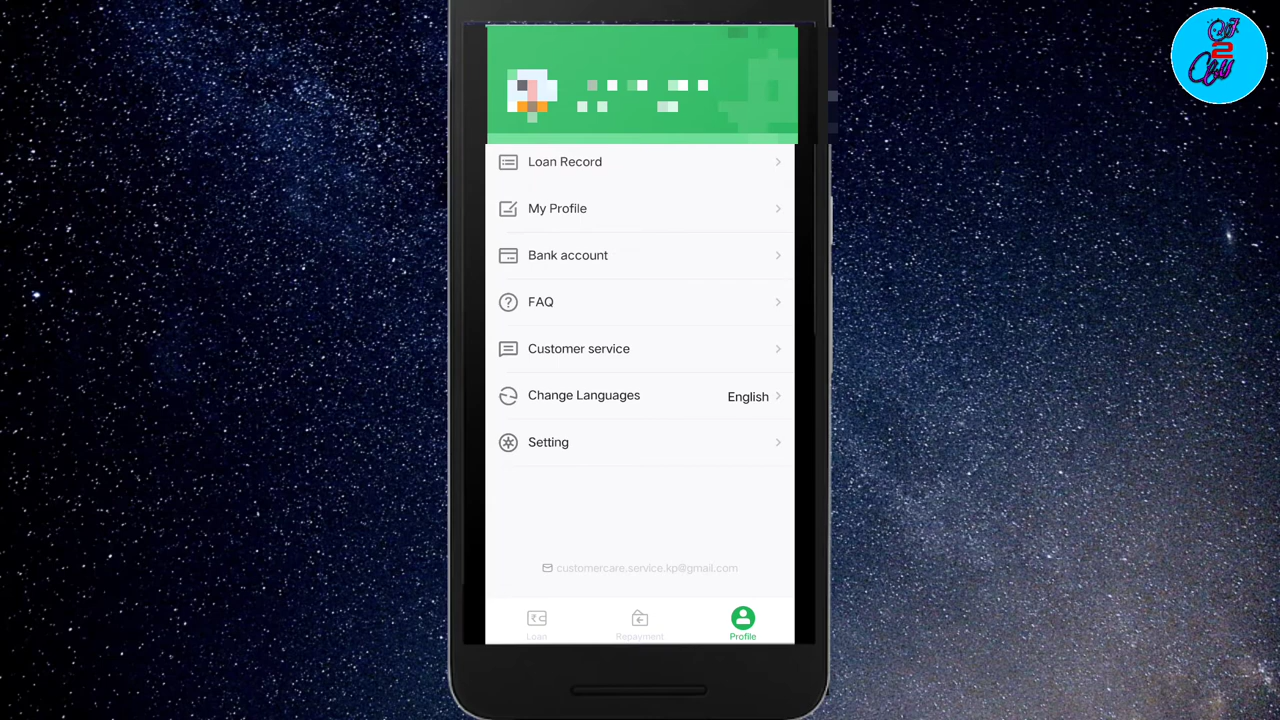 Loan Record
My Profile
Bank account
FAQ
Customer service
Change Languages English
Setting
customercare.service.kp@gmail.com
Loan Repayment Profile
2